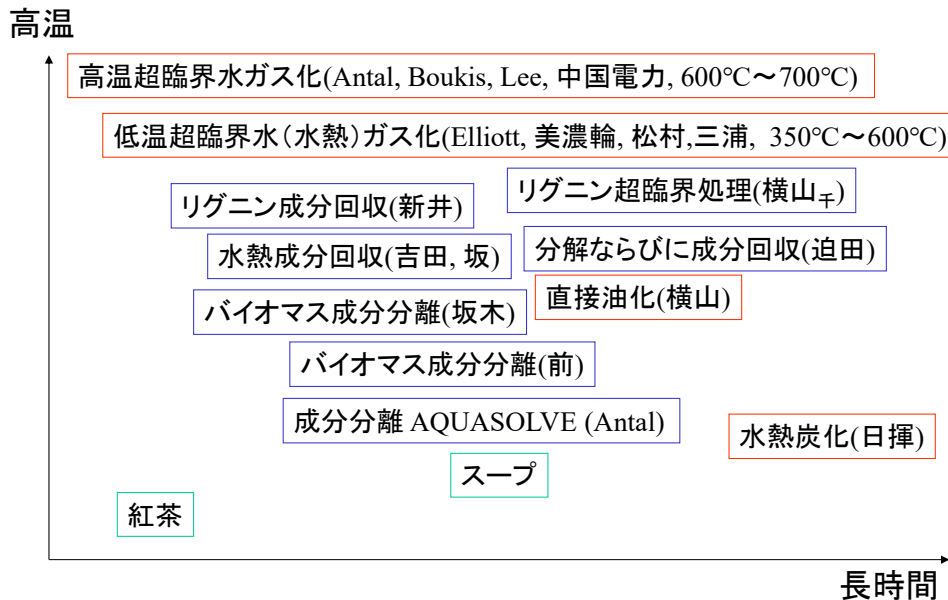 高温
高温超臨界水ガス化(Antal, Boukis, Lee, 中国電力, 600℃～700℃)
低温超臨界水（水熱）ガス化(Elliott, 美濃輪, 松村,三浦, 350℃～600℃)
リグニン超臨界処理(横山千)
リグニン成分回収(新井)
水熱成分回収(吉田, 坂)
分解ならびに成分回収(迫田)
直接油化(横山)
バイオマス成分分離(坂木)
バイオマス成分分離(前)
成分分離 AQUASOLVE (Antal)
水熱炭化(日揮)
スープ
紅茶
長時間